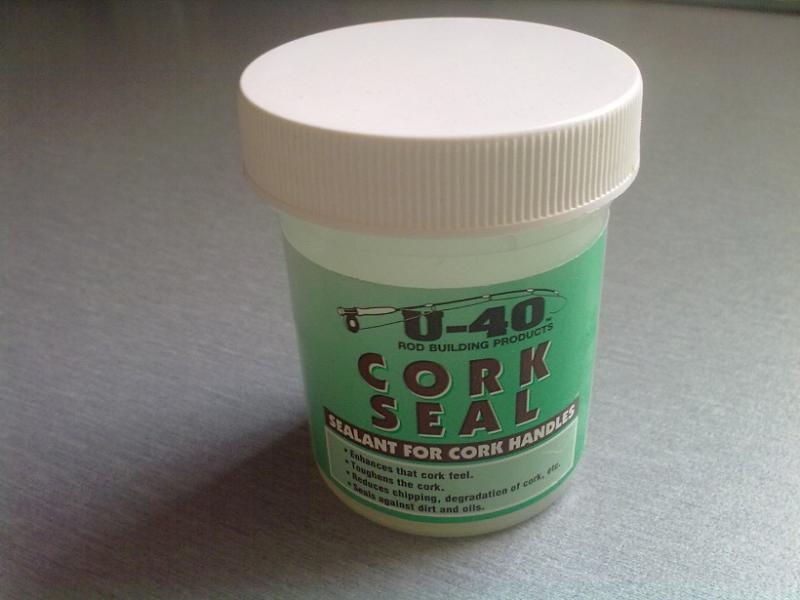 U-40™
ROD BUILDING PRODUCTS
CORK
SEAL
SEALANT FOR CORK HANDLES
• Enhances that cork feel.
• Toughens the cork.
• Reduces chipping, degradation of cork, etc.
• Seals against dirt and oils.